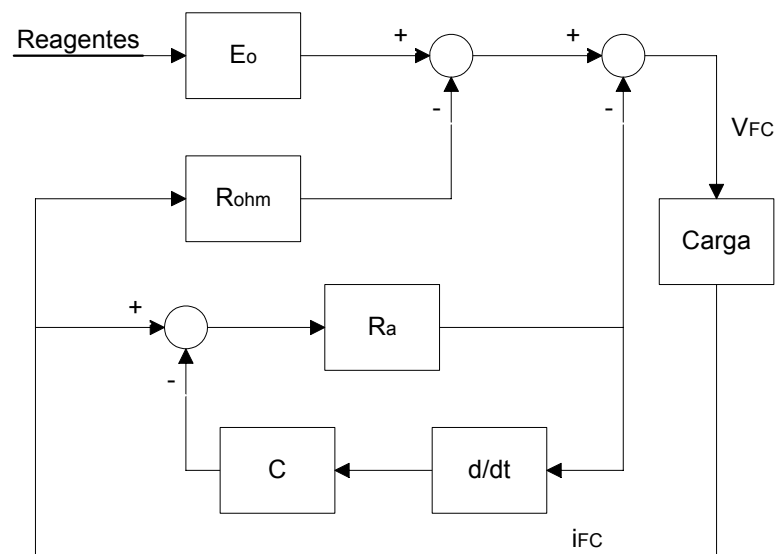 Reagentes
Eo
+
-
+
-
VFC
Rohm
Carga
+
-
Ra
C
d/dt
iFC